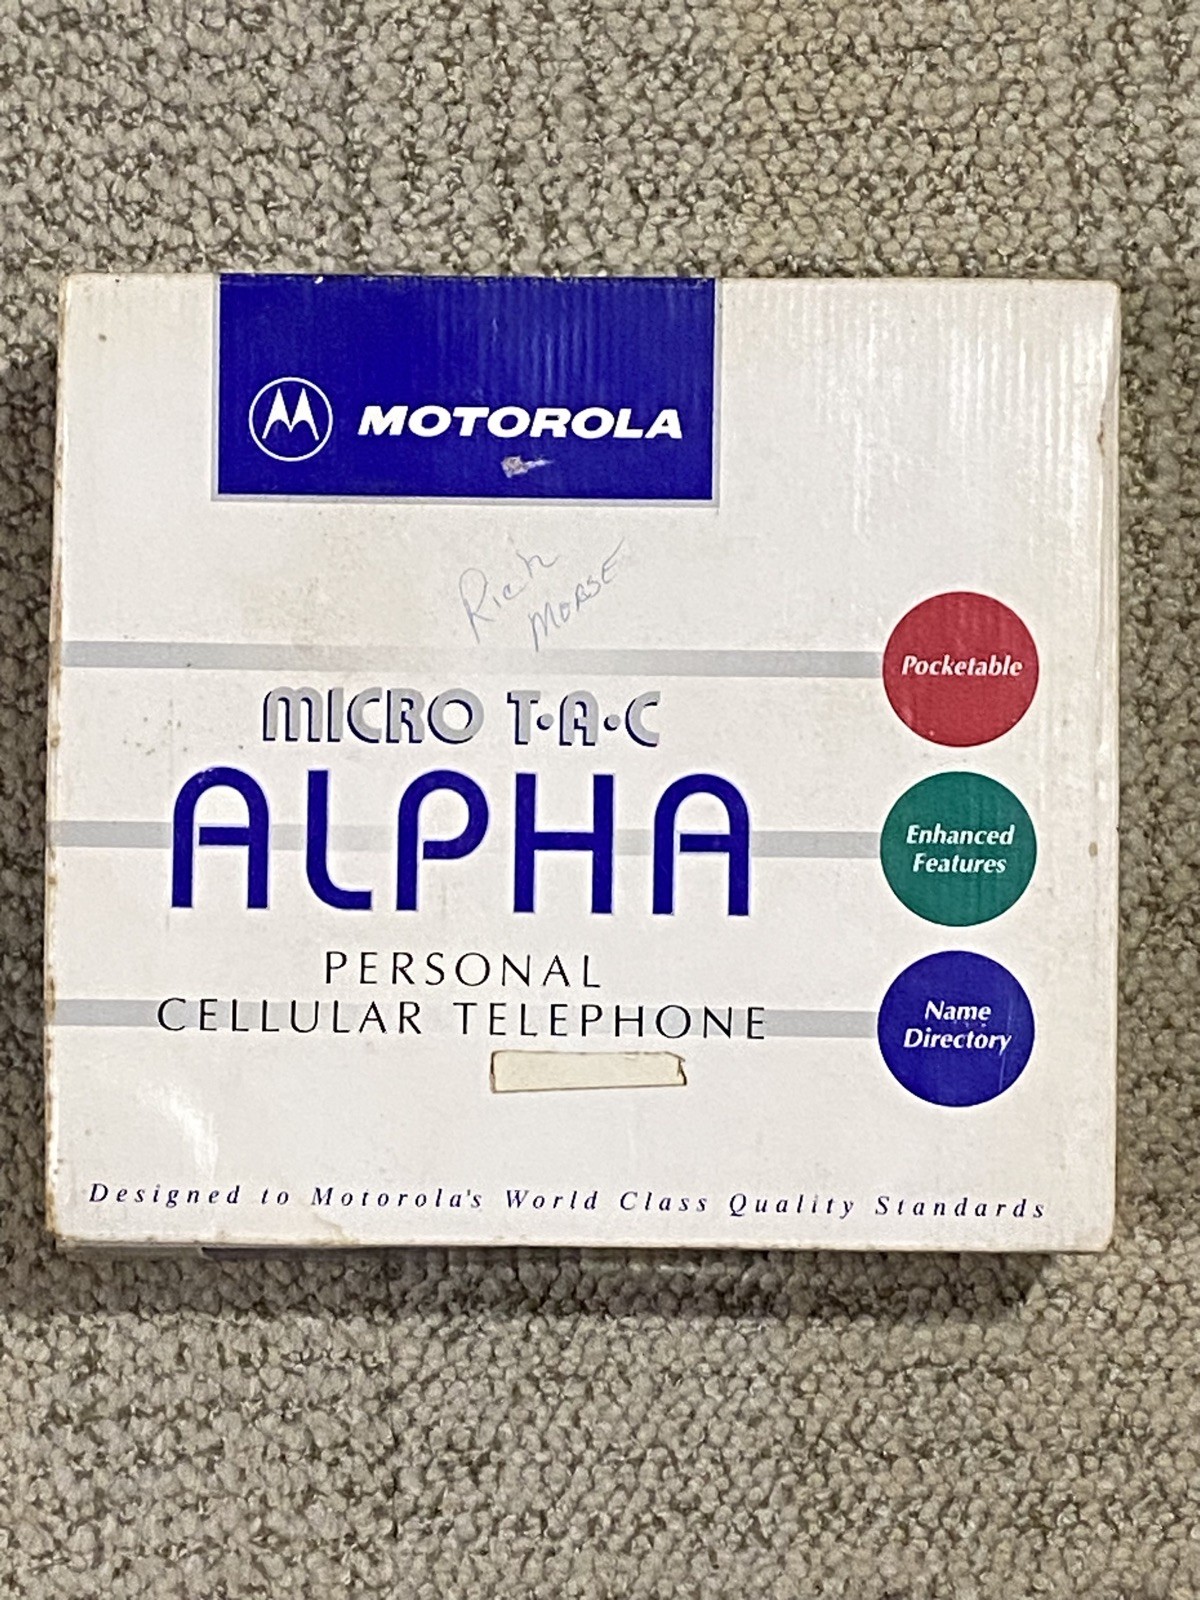 MOTOROLA
Rich
MORSE
MICRO T•A•C
ALPHA
PERSONAL
CELLULAR TELEPHONE
Pocketable
Enhanced
Features
Name
Directory
Designed to Motorola's World Class Quality Standards